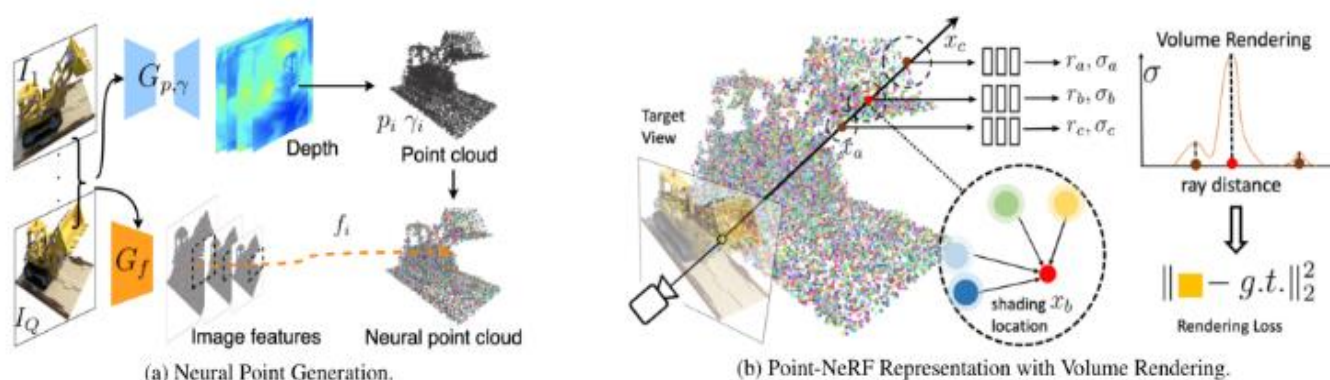 I₁
G_{p,γ}
Depth
p_i γ_i
Point cloud
I_Q
G_f
f_i
Image features
Neural point cloud
(a) Neural Point Generation.
Target
View
x_c
x_a
r_a, σ_a
r_b, σ_b
r_c, σ_c
shading x_b
location
Volume Rendering
σ
ray distance
‖ − g.t.‖₂²
Rendering Loss
(b) Point-NeRF Representation with Volume Rendering.